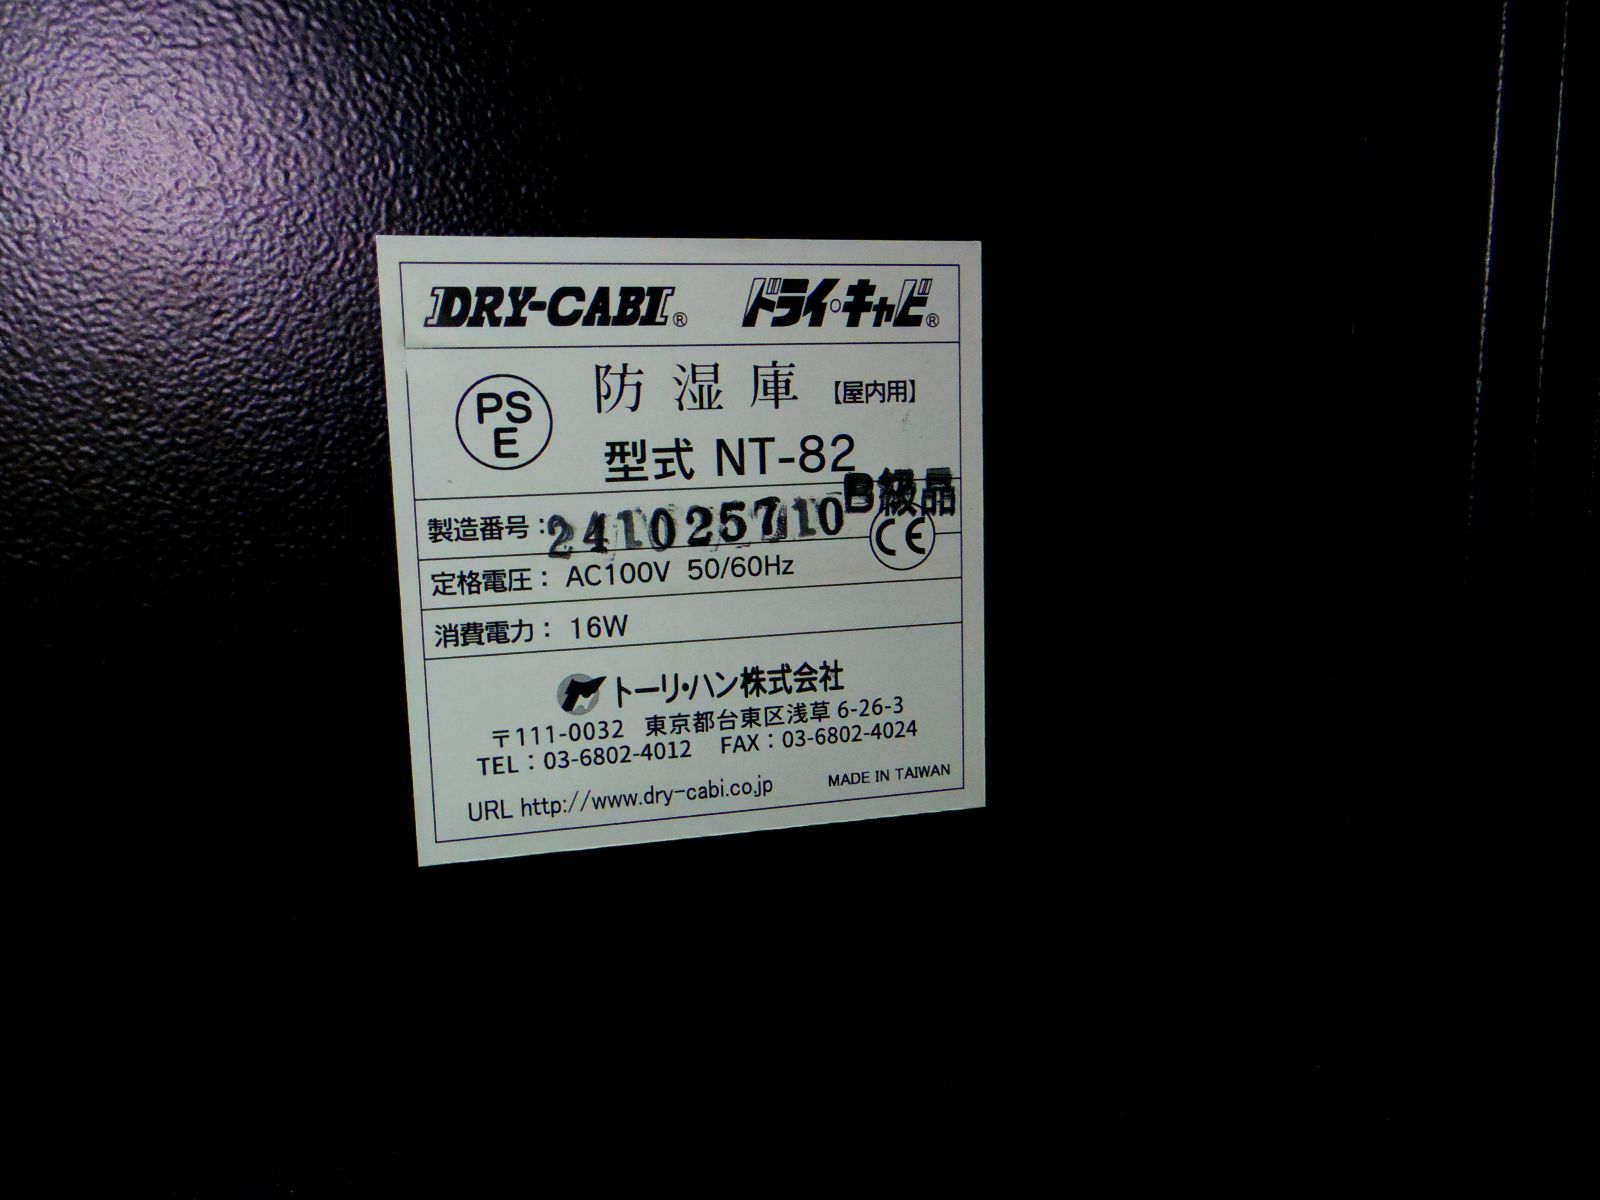 DRY-CABI® ドライ・キャビ®
PSE 防湿庫【屋内用】
型式 NT-82
B級品
製造番号:241025710
CE
定格電圧: AC100V 50/60Hz
消費電力: 16W
トーリ・ハン株式会社
〒111-0032 東京都台東区浅草 6-26-3
TEL:03-6802-4012 FAX:03-6802-4024
URL http://www.dry-cabi.co.jp MADE IN TAIWAN